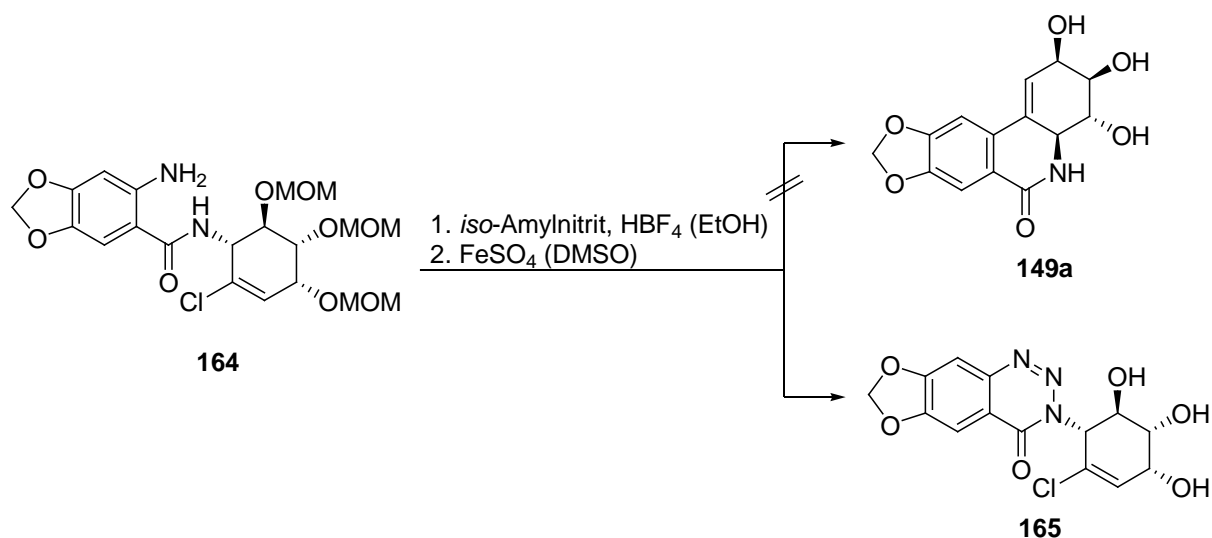 OH
OH
OH
O
O
NH
O
149a
NH2
O
O
H
N
O
OMOM
OMOM
OMOM
Cl
164
1. iso-Amylnitrit, HBF4 (EtOH)
2. FeSO4 (DMSO)
O
O
N
N
N
O
OH
OH
OH
Cl
165